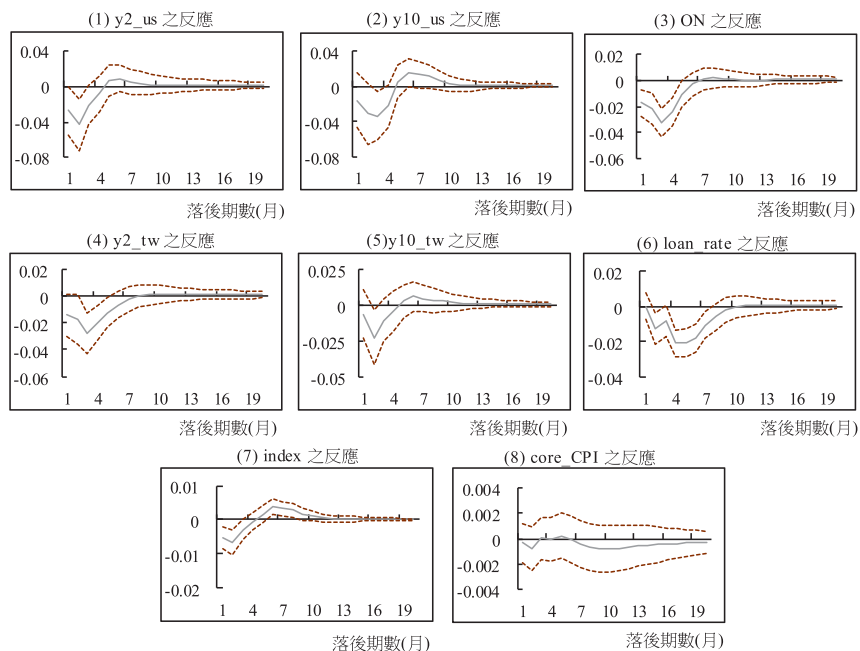 (1) y2_us 之反應
0.04
0
-0.04
-0.08
1 4 7 10 13 16 19
落後期數(月)
(2) y10_us 之反應
0.04
0
-0.04
-0.08
1 4 7 10 13 16 19
落後期數(月)
(3) ON 之反應
0.02
0
-0.02
-0.04
-0.06
1 4 7 10 13 16 19
落後期數(月)
(4) y2_tw 之反應
0.02
0
-0.02
-0.04
-0.06
1 4 7 10 13 16 19
落後期數(月)
(5)y10_tw 之反應
0.025
0
-0.025
-0.05
1 4 7 10 13 16 19
落後期數(月)
(6) loan_rate 之反應
0.02
0
-0.02
-0.04
1 4 7 10 13 16 19
落後期數(月)
(7) index 之反應
0.01
0
-0.01
-0.02
1 4 7 10 13 16 19
落後期數(月)
(8) core_CPI 之反應
0.004
0.002
0
-0.002
-0.004
1 4 7 10 13 16 19
落後期數(月)